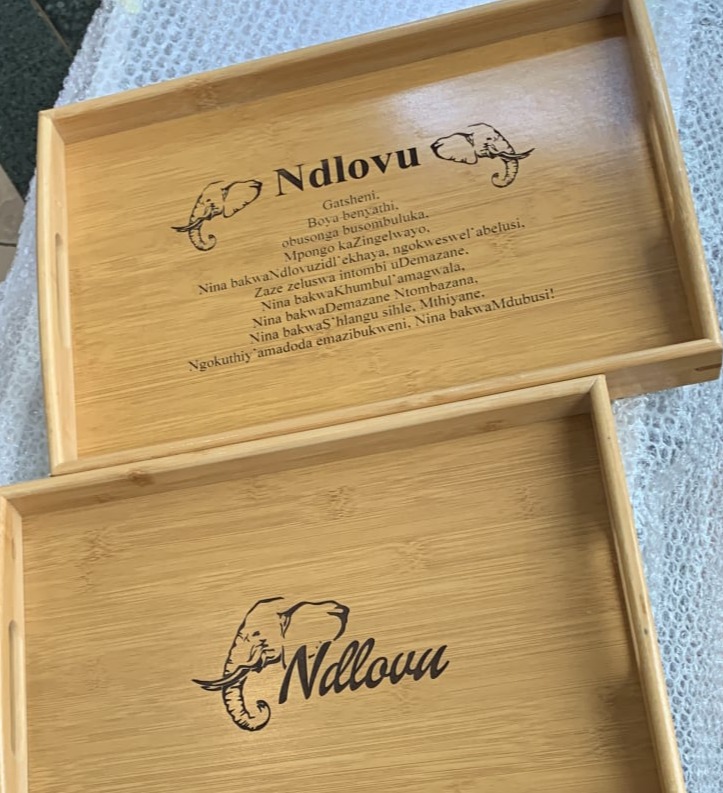 Ndlovu
Gatsheni.
Boya benyathi,
obusonga busombuluka.
Mpongo kaZingelwayo,
Nina bakwaNdlovuzidl'ekhaya, ngokweswel'abelusi,
Zaze zeluswa intombi uDemazane.
Nina bakwaKhumbul'amagwala,
Nina bakwaDemazane Ntombazana,
Nina bakwaS'hlangu sihle, Mthiyane,
Ngokuthiy'amadoda emazibukweni, Nina bakwaMdubusi!
Ndlovu